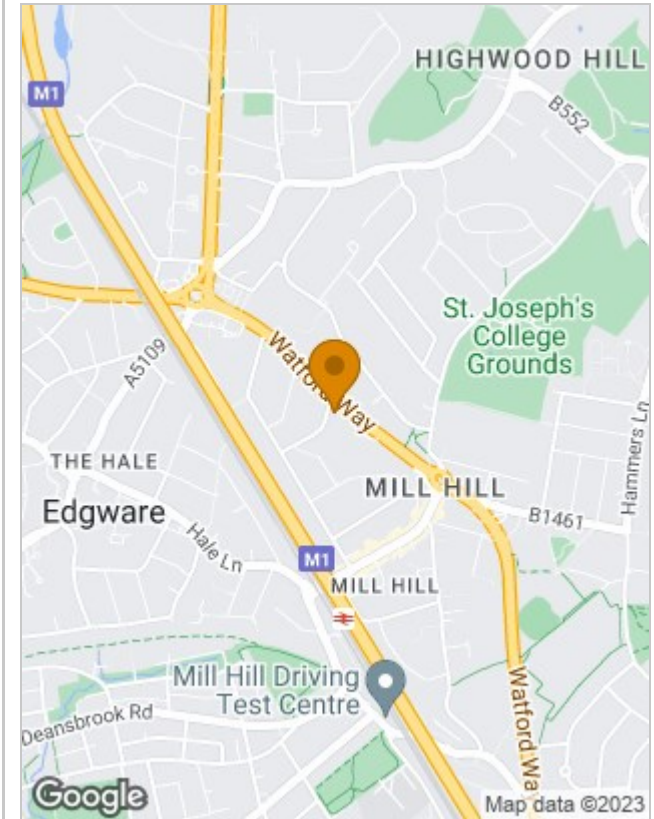 HIGHWOOD HILL
M1
B552
St. Joseph's
College
Grounds
Watford Way
A5109
Hammers Ln
THE HALE
MILL HILL
Edgware
B1461
Hale Ln
M1
MILL HILL
Mill Hill Driving
Test Centre
Deansbrook Rd
Watford Wa
Google
Map data ©2023